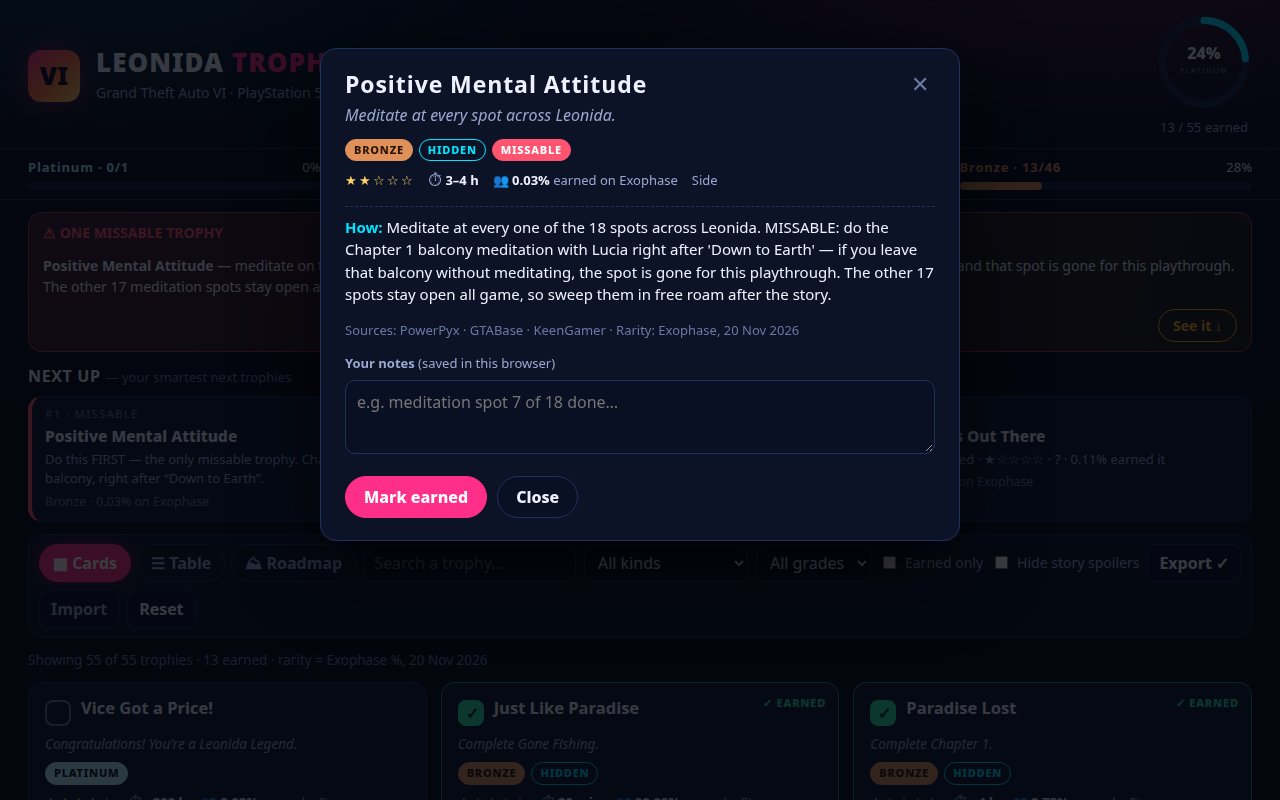 VI
LEONIDA TROPH
Grand Theft Auto VI · PlayStation 5
24%
PLATINUM
13 / 55 earned
Platinum · 0/1
0%
Bronze · 13/46
28%
Positive Mental Attitude
✕
Meditate at every spot across Leonida.
BRONZE HIDDEN MISSABLE
★★☆☆☆ ⏱ 3–4 h 👥 0.03% earned on Exophase Side
How: Meditate at every one of the 18 spots across Leonida. MISSABLE: do the
Chapter 1 balcony meditation with Lucia right after 'Down to Earth' — if you leave
that balcony without meditating, the spot is gone for this playthrough. The other 17
spots stay open all game, so sweep them in free roam after the story.
Sources: PowerPyx · GTABase · KeenGamer · Rarity: Exophase, 20 Nov 2026
Your notes (saved in this browser)
e.g. meditation spot 7 of 18 done...
Mark earned
Close
⚠ ONE MISSABLE TROPHY
Positive Mental Attitude — meditate on
and that spot is gone for this playthrough.
The other 17 meditation spots stay open a
See it ↓
NEXT UP — your smartest next trophies
#1 · MISSABLE
Positive Mental Attitude
Do this FIRST — the only missable trophy. Cha
balcony, right after “Down to Earth”.
Bronze · 0.03% on Exophase
s Out There
ed · ★☆☆☆☆ · ? · 0.11% earned it
on Exophase
▦ Cards
☰ Table
Roadmap
Search a trophy...
All kinds
All grades
Earned only
Hide story spoilers
Export ✓
Import
Reset
Showing 55 of 55 trophies · 13 earned · rarity = Exophase %, 20 Nov 2026
Vice Got a Price!
Congratulations! You're a Leonida Legend.
PLATINUM
Just Like Paradise
✓ EARNED
Complete Gone Fishing.
BRONZE HIDDEN
Paradise Lost
✓ EARNED
Complete Chapter 1.
BRONZE HIDDEN